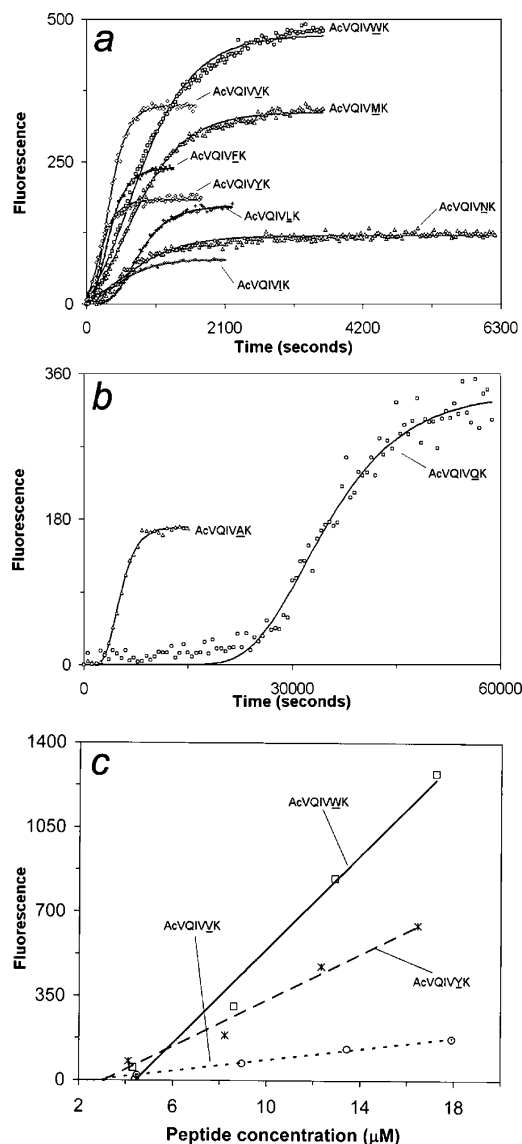 a
500
375
250
125
0
Fluorescence
AcVQIVWK
AcVQIVVK
AcVQIVMK
AcVQIVFK
AcVQIVYK
AcVQIVNK
AcVQIVLK
AcVQIVIK
0
2100
4200
6300
Time (seconds)
b
360
180
0
Fluorescence
AcVQIVQK
AcVQIVAK
0
30000
60000
Time (seconds)
c
1400
1050
700
350
0
Fluorescence
AcVQIVWK
AcVQIVVK
AcVQIVYK
2
6
10
14
18
Peptide concentration (µM)